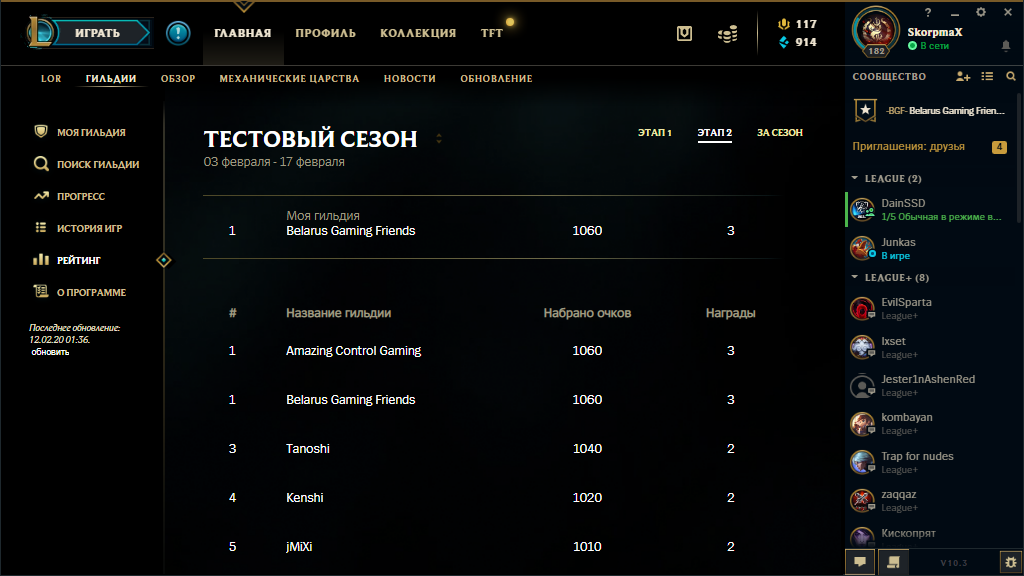 ИГРАТЬ
ГЛАВНАЯ
ПРОФИЛЬ
КОЛЛЕКЦИЯ
TFT
117
914
182
SkorpmaX
В сети
LOR
ГИЛЬДИИ
ОБЗОР
МЕХАНИЧЕСКИЕ ЦАРСТВА
НОВОСТИ
ОБНОВЛЕНИЕ
МОЯ ГИЛЬДИЯ
ПОИСК ГИЛЬДИИ
ПРОГРЕСС
ИСТОРИЯ ИГР
РЕЙТИНГ
О ПРОГРАММЕ
Последнее обновление:
12.02.20 01:36.
обновить
ТЕСТОВЫЙ СЕЗОН
03 февраля - 17 февраля
ЭТАП 1
ЭТАП 2
ЗА СЕЗОН
Моя гильдия
1 Belarus Gaming Friends 1060 3
# Название гильдии Набрано очков Награды
1 Amazing Control Gaming 1060 3
1 Belarus Gaming Friends 1060 3
3 Tanoshi 1040 2
4 Kenshi 1020 2
5 jMiXi 1010 2
СООБЩЕСТВО
-BGF- Belarus Gaming Frien...
Приглашения: друзья 4
LEAGUE (2)
DainSSD
1/5 Обычная в режиме в...
Junkas
В игре
LEAGUE+ (8)
EvilSparta
League+
lxset
League+
Jester1nAshenRed
League+
kombayan
League+
Trap for nudes
League+
zaqqaz
League+
Кископрят
V10.3